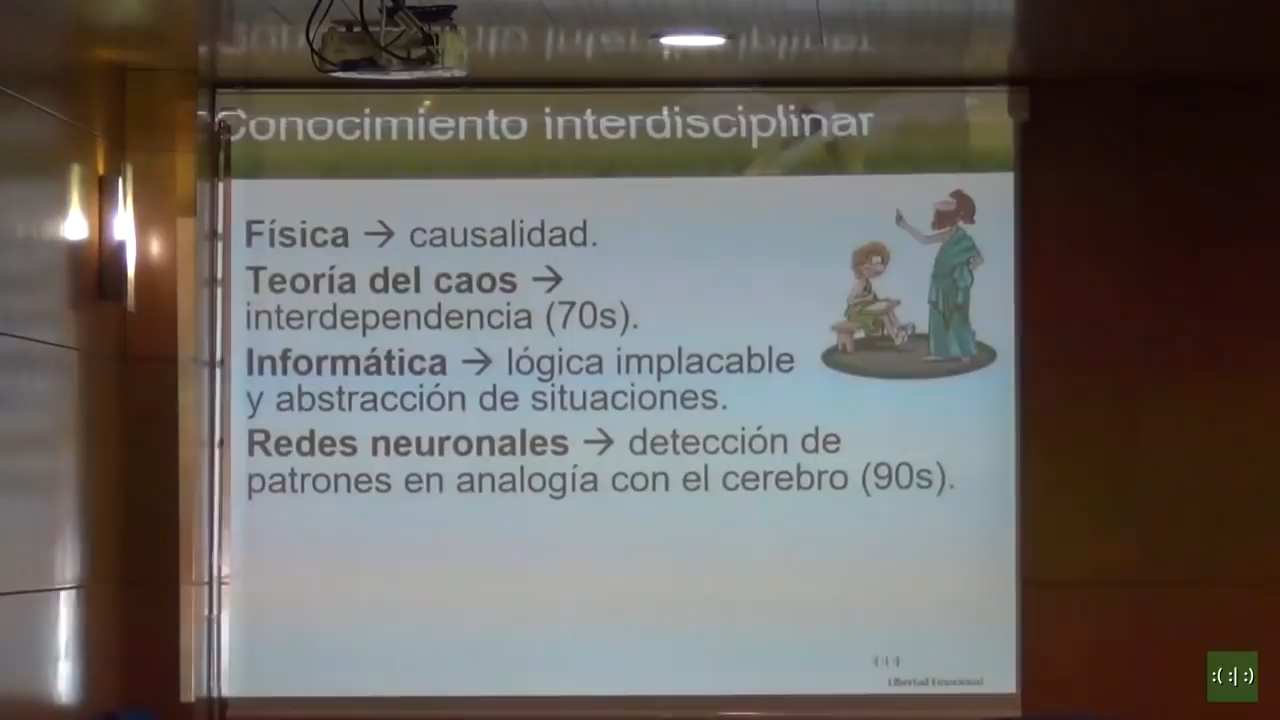 Conocimiento interdisciplinar
Física → causalidad.
Teoría del caos →
interdependencia (70s).
Informática → lógica implacable
y abstracción de situaciones.
Redes neuronales → detección de
patrones en analogía con el cerebro (90s).
Libertad Emocional
:( :| :)